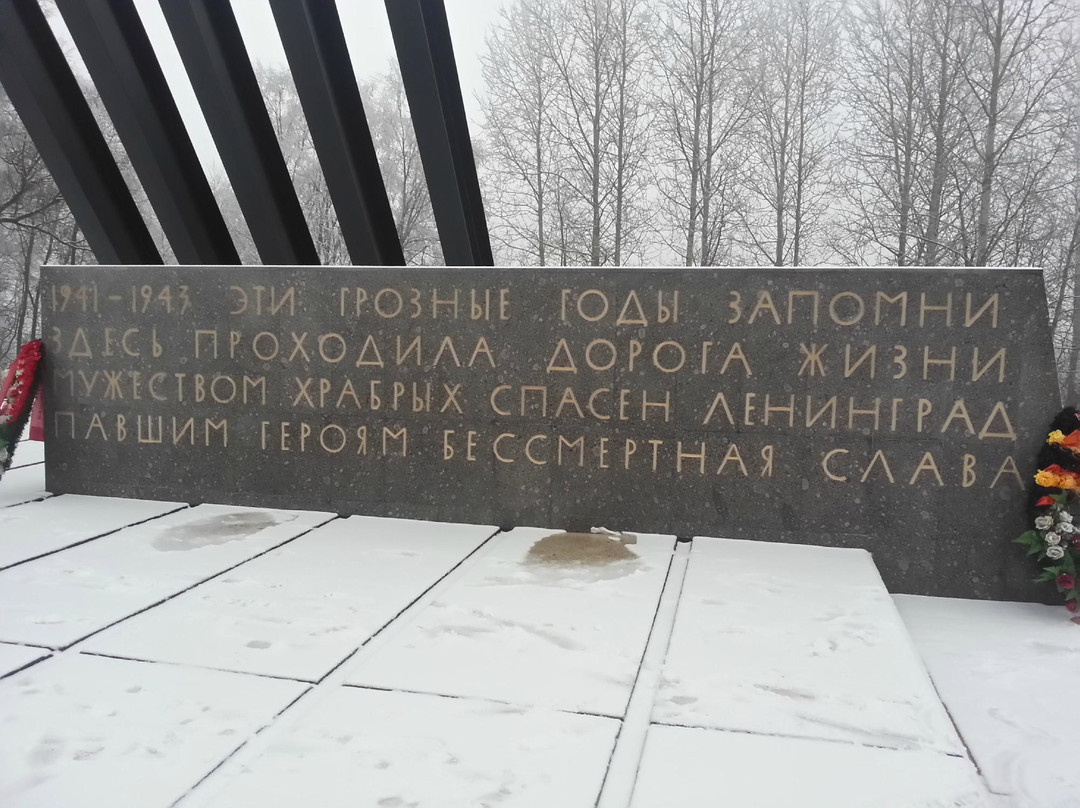 1941-1943 ЭТИ ГРОЗНЫЕ ГОДЫ ЗАПОМНИ
ЗДЕСЬ ПРОХОДИЛА ДОРОГА ЖИЗНИ
МУЖЕСТВОМ ХРАБРЫХ СПАСЕН ЛЕНИНГРАД
ПАВШИМ ГЕРОЯМ БЕССМЕРТНАЯ СЛАВА